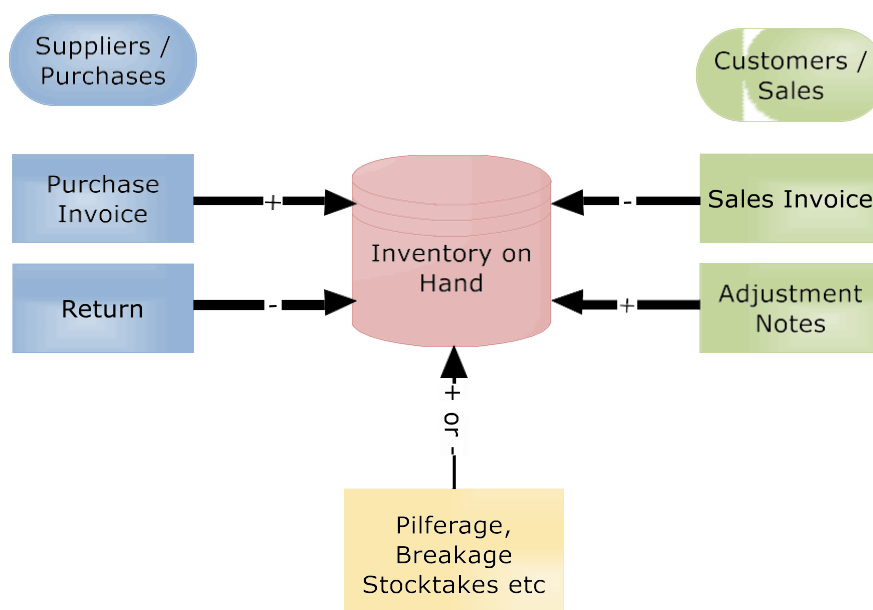 Suppliers /
Purchases
Customers /
Sales
Purchase
Invoice
+
-
Sales Invoice
Inventory on
Hand
Return
-
+
Adjustment
Notes
+ or -
Pilferage,
Breakage
Stocktakes etc